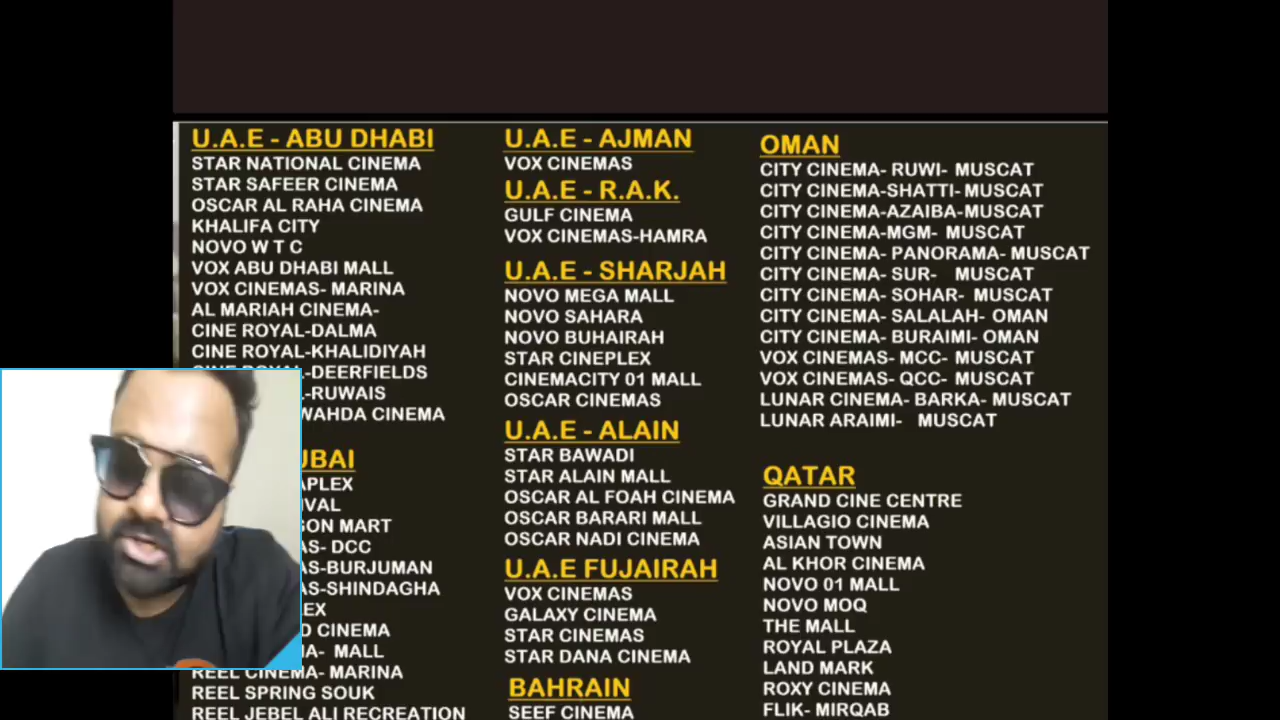 U.A.E - ABU DHABI
STAR NATIONAL CINEMA
STAR SAFEER CINEMA
OSCAR AL RAHA CINEMA
KHALIFA CITY
NOVO W T C
VOX ABU DHABI MALL
VOX CINEMAS- MARINA
AL MARIAH CINEMA-
CINE ROYAL-DALMA
CINE ROYAL-KHALIDIYAH
CINE ROYAL-DEERFIELDS
-RUWAIS
WAHDA CINEMA
MART
DCC
BURJUMAN
SHINDAGHA
CINEMA
MALL
REEL CINEMA- MARINA
REEL SPRING SOUK
REEL JEBEL ALI RECREATION
U.A.E - AJMAN
VOX CINEMAS
U.A.E - R.A.K.
GULF CINEMA
VOX CINEMAS-HAMRA
U.A.E - SHARJAH
NOVO MEGA MALL
NOVO SAHARA
NOVO BUHAIRAH
STAR CINEPLEX
CINEMACITY 01 MALL
OSCAR CINEMAS
U.A.E - ALAIN
STAR BAWADI
STAR ALAIN MALL
OSCAR AL FOAH CINEMA
OSCAR BARARI MALL
OSCAR NADI CINEMA
U.A.E FUJAIRAH
VOX CINEMAS
GALAXY CINEMA
STAR CINEMAS
STAR DANA CINEMA
BAHRAIN
SEEF CINEMA
OMAN
CITY CINEMA- RUWI- MUSCAT
CITY CINEMA-SHATTI- MUSCAT
CITY CINEMA-AZAIBA-MUSCAT
CITY CINEMA-MGM- MUSCAT
CITY CINEMA- PANORAMA- MUSCAT
CITY CINEMA- SUR- MUSCAT
CITY CINEMA- SOHAR- MUSCAT
CITY CINEMA- SALALAH- OMAN
CITY CINEMA- BURAIMI- OMAN
VOX CINEMAS- MCC- MUSCAT
VOX CINEMAS- QCC- MUSCAT
LUNAR CINEMA- BARKA- MUSCAT
LUNAR ARAIMI- MUSCAT
QATAR
GRAND CINE CENTRE
VILLAGIO CINEMA
ASIAN TOWN
AL KHOR CINEMA
NOVO 01 MALL
NOVO MOQ
THE MALL
ROYAL PLAZA
LAND MARK
ROXY CINEMA
FLIK- MIRQAB